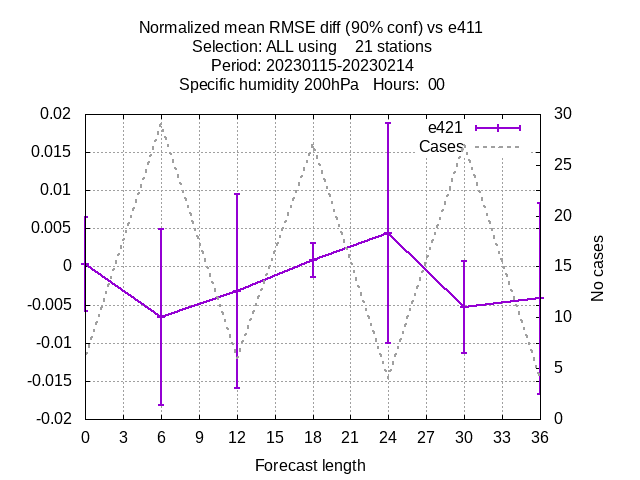 Normalized mean RMSE diff (90% conf) vs e411
Selection: ALL using    21 stations
Period: 20230115-20230214
Specific humidity 200hPa   Hours:  00
e421
Cases
0.02
0.015
0.01
0.005
0
-0.005
-0.01
-0.015
-0.02
30
25
20
15
10
5
0
No cases
0 3 6 9 12 15 18 21 24 27 30 33 36
Forecast length